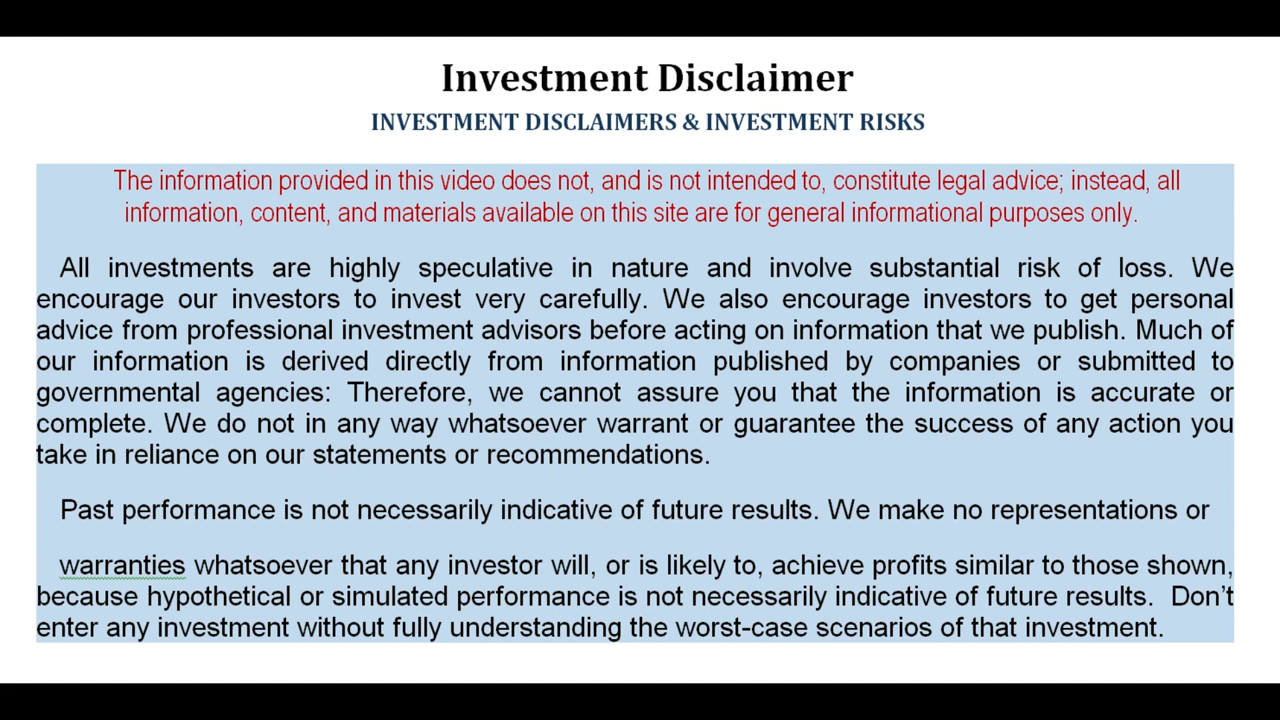 Investment Disclaimer
INVESTMENT DISCLAIMERS & INVESTMENT RISKS
The information provided in this video does not, and is not intended to, constitute legal advice; instead, all
information, content, and materials available on this site are for general informational purposes only.
All investments are highly speculative in nature and involve substantial risk of loss. We
encourage our investors to invest very carefully. We also encourage investors to get personal
advice from professional investment advisors before acting on information that we publish. Much of
our information is derived directly from information published by companies or submitted to
governmental agencies: Therefore, we cannot assure you that the information is accurate or
complete. We do not in any way whatsoever warrant or guarantee the success of any action you
take in reliance on our statements or recommendations.
Past performance is not necessarily indicative of future results. We make no representations or
warranties whatsoever that any investor will, or is likely to, achieve profits similar to those shown,
because hypothetical or simulated performance is not necessarily indicative of future results. Don’t
enter any investment without fully understanding the worst-case scenarios of that investment.